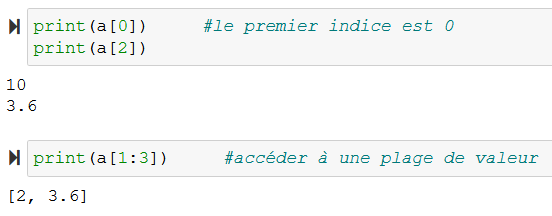 print(a[0])      #le premier indice est 0
print(a[2])
10
3.6
print(a[1:3])      #accéder à une plage de valeur
[2, 3.6]